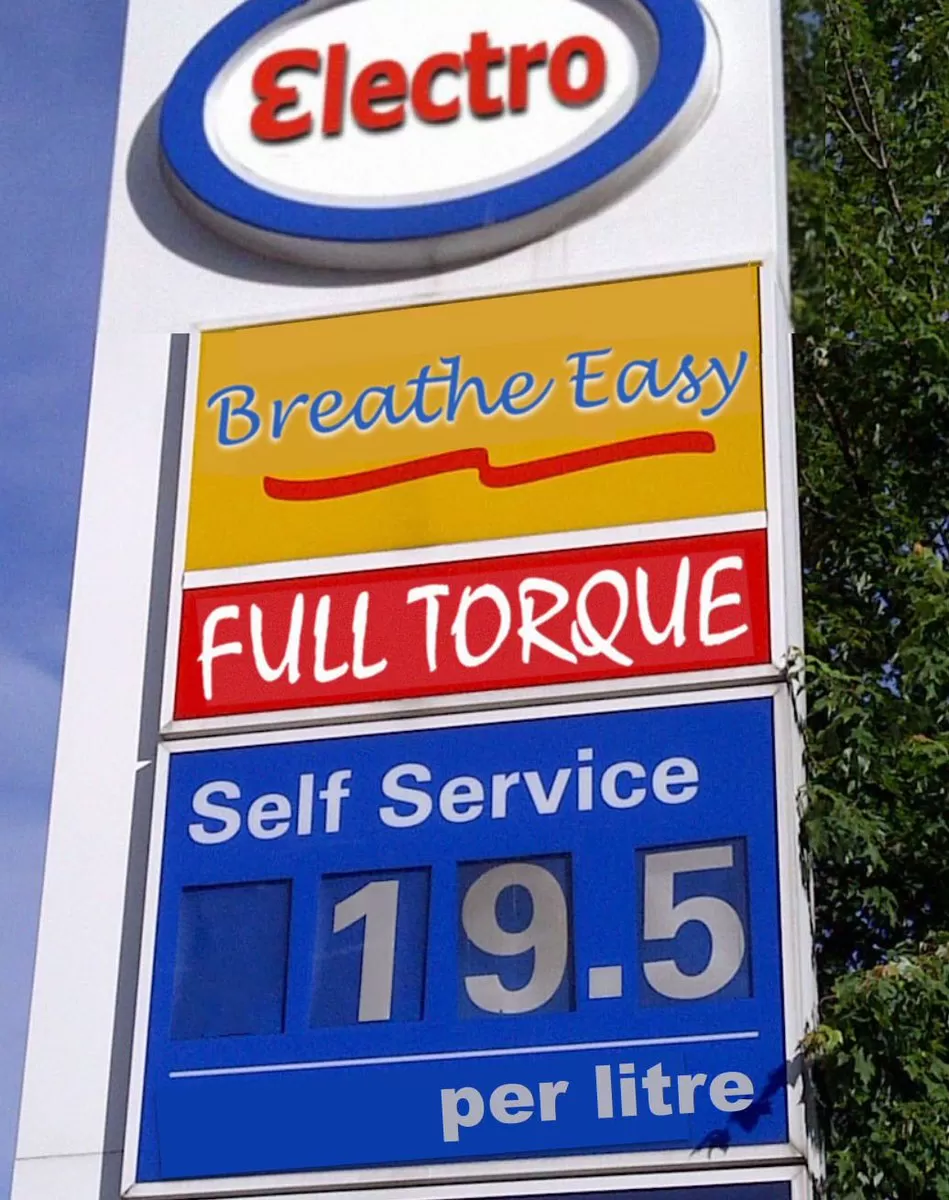 Electro
Breathe Easy
FULL TORQUE
Self Service
19.5
per litre